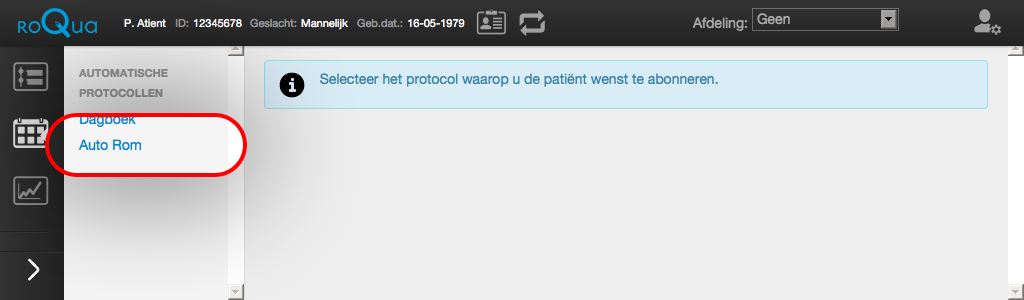 roQua P. Atient ID: 12345678 Geslacht: Mannelijk Geb.dat.: 16-05-1979 Afdeling: Geen
AUTOMATISCHE
PROTOCOLLEN
Dagboek
Auto Rom
Selecteer het protocol waarop u de patiënt wenst te abonneren.